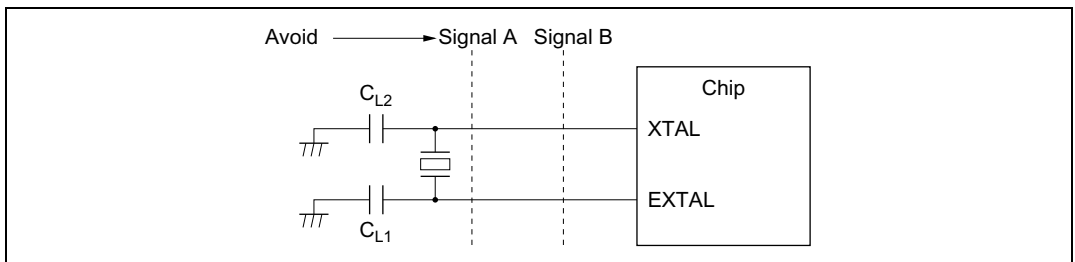 Avoid Signal A Signal B
Chip
CL2
XTAL
EXTAL
CL1